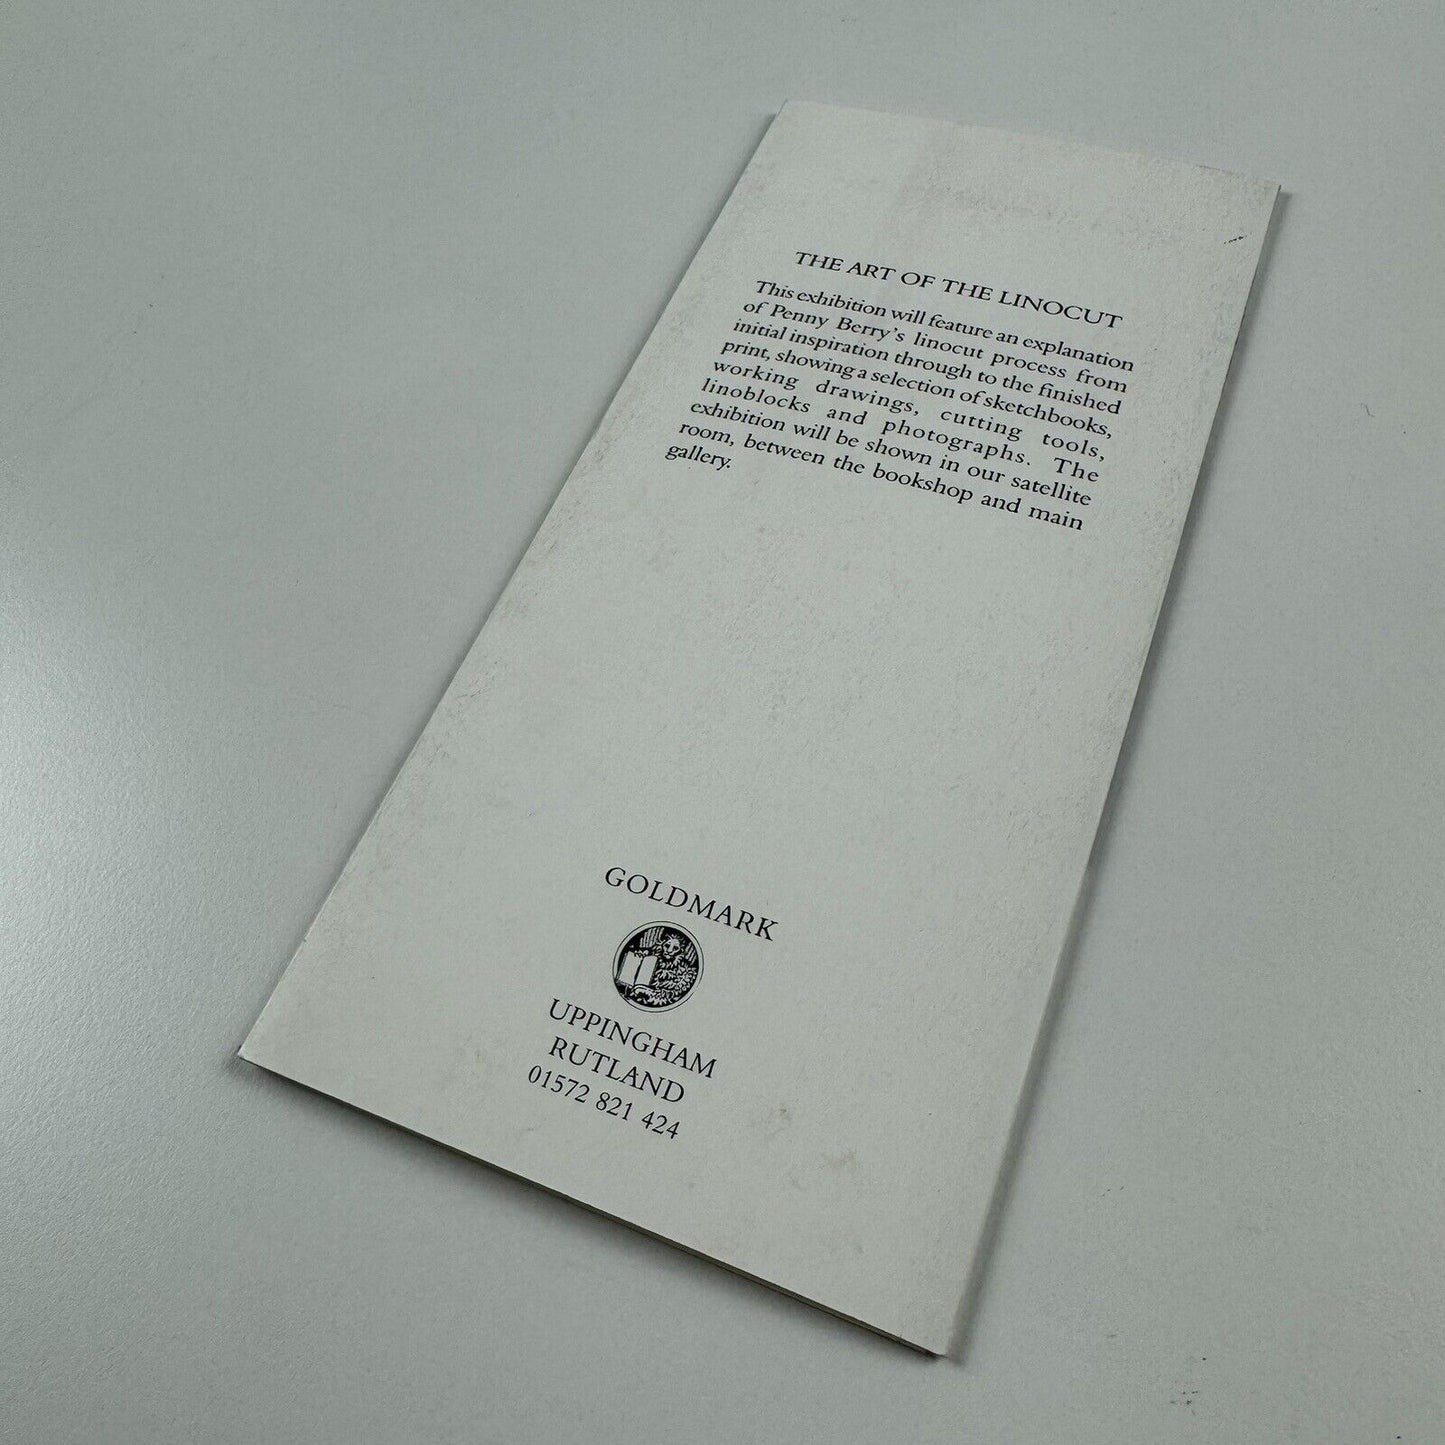 THE ART OF THE LINOCUT
This exhibition will feature an explanation
of Penny Berry's linocut process from
initial inspiration through to the finished
print, showing a selection of sketchbooks,
working drawings, cutting tools,
linoblocks and photographs. The
exhibition will be shown in our satellite
room, between the bookshop and main
gallery.
GOLDMARK
UPPINGHAM
RUTLAND
01572 821 424